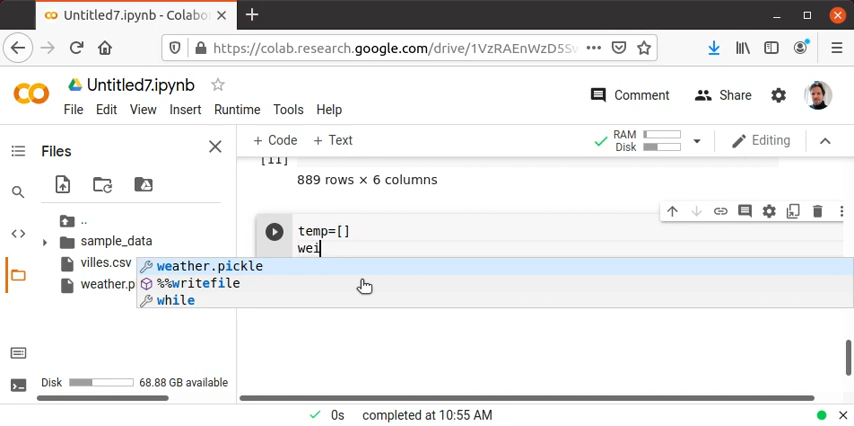 Untitled7.ipynb - Colabo
https://colab.research.google.com/drive/1VzRAEnWzD5Sw
Untitled7.ipynb
File Edit View Insert Runtime Tools Help
Comment
Share
Files
+ Code + Text
RAM
Disk
Editing
..
sample_data
villes.csv
weather.p
[11]
889 rows × 6 columns
temp=[]
wei
weather.pickle
%%writefile
while
Disk 68.88 GB available
0s completed at 10:55 AM